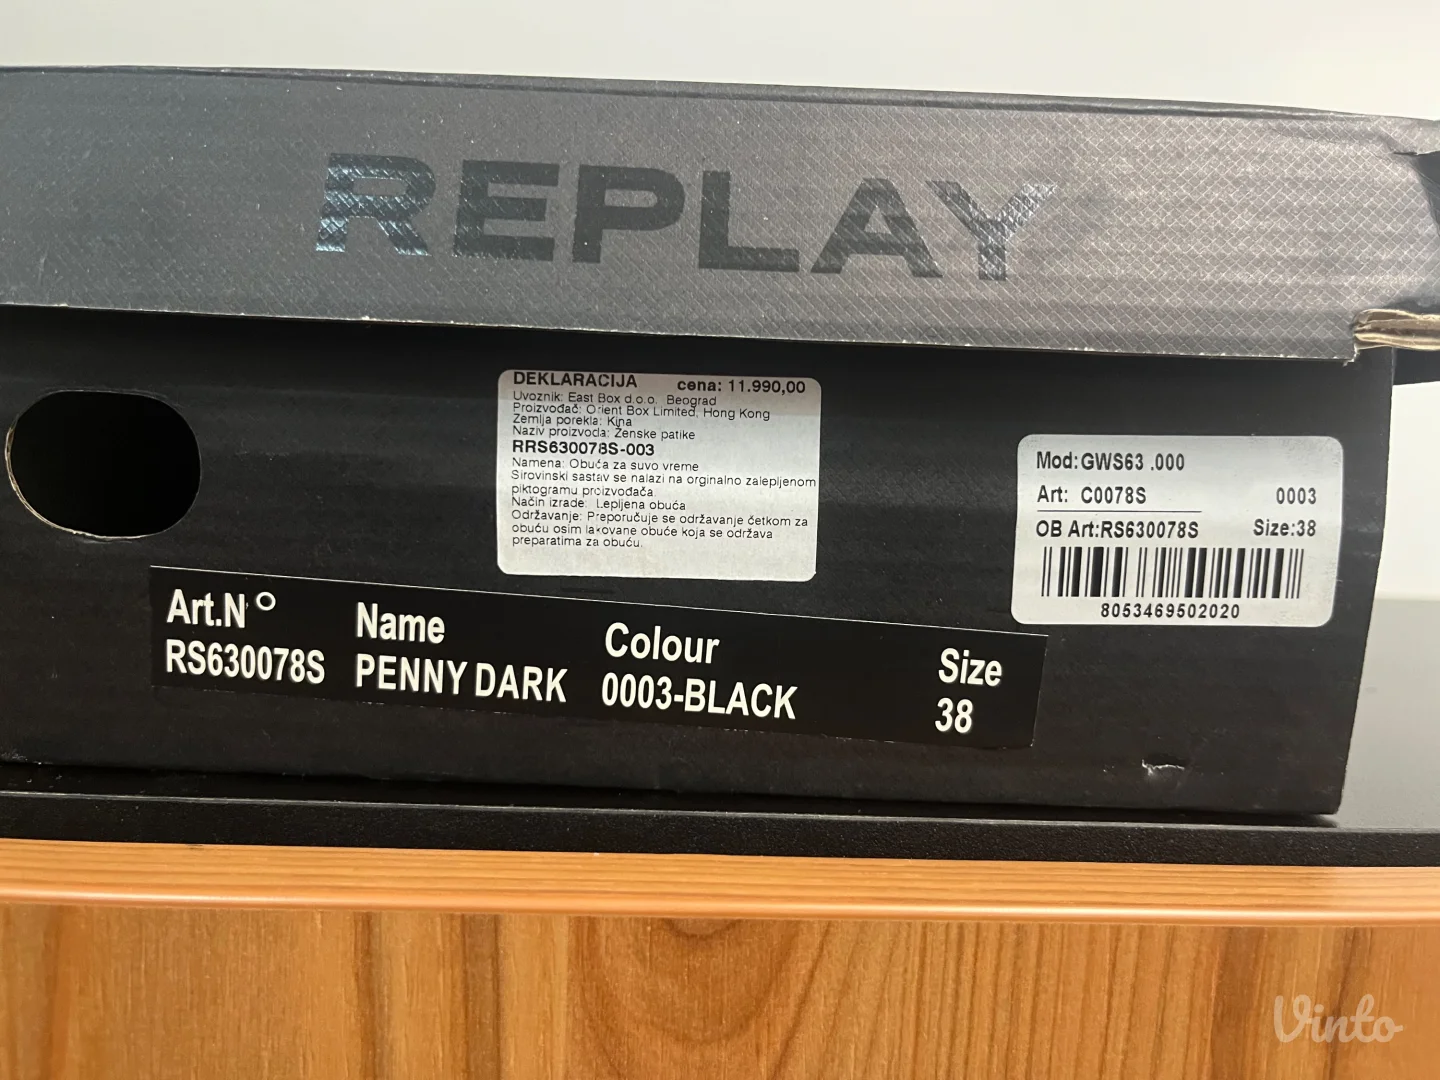 REPLAY
DEKLARACIJA cena: 11.990,00
Uvoznik: East Box d.o.o. Beograd
Proizvođač: Orient Box Limited, Hong Kong
Zemlja porekla: Kina
Naziv proizvoda: Ženske patike
RRS630078S-003
Namena: Obuća za suvo vreme
Sirovinski sastav se nalazi na orginalno zalepljenom
piktogramu proizvođača.
Način izrade: Lepljena obuća
Održavanje: Preporučuje se održavanje četkom za
obuću osim lakovane obuće koja se održava
preparatima za obuću.
Mod:GWS63 .000
Art: C0078S 0003
OB Art:RS630078S Size:38
8053469502020
Art.N° Name Colour Size
RS630078S PENNY DARK 0003-BLACK 38
Vinto